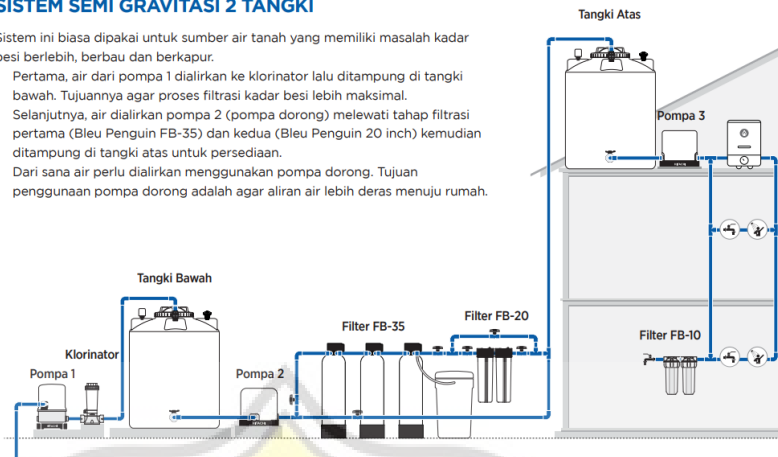 SISTEM SEMI GRAVITASI 2 TANGKI
Sistem ini biasa dipakai untuk sumber air tanah yang memiliki masalah kadar
besi berlebih, berbau dan berkapur.
Pertama, air dari pompa 1 dialirkan ke klorinator lalu ditampung di tangki
bawah. Tujuannya agar proses filtrasi kadar besi lebih maksimal.
Selanjutnya, air dialirkan pompa 2 (pompa dorong) melewati tahap filtrasi
pertama (Bleu Penguin FB-35) dan kedua (Bleu Penguin 20 inch) kemudian
ditampung di tangki atas untuk persediaan.
Dari sana air perlu dialirkan menggunakan pompa dorong. Tujuan
penggunaan pompa dorong adalah agar aliran air lebih deras menuju rumah.
Tangki Atas
Pompa 3
Tangki Bawah
Klorinator
Pompa 1
Pompa 2
Filter FB-35
Filter FB-20
Filter FB-10